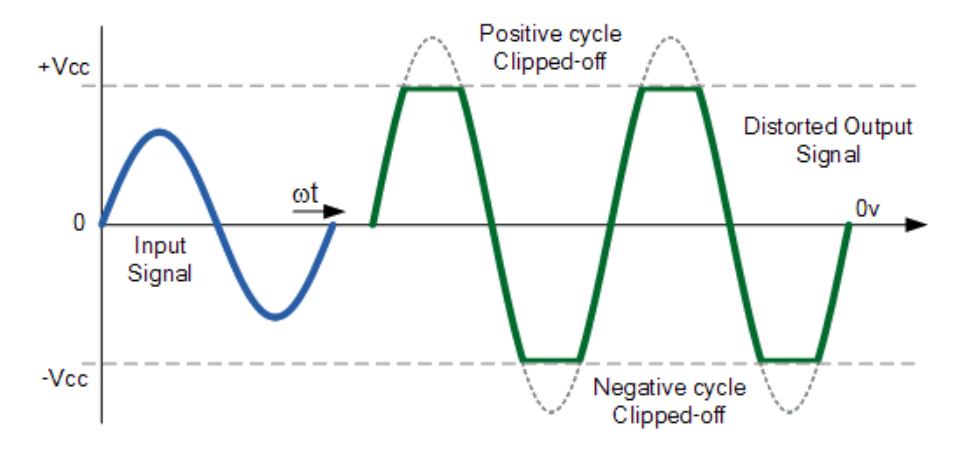 Positive cycle
Clipped-off
+Vcc
Distorted Output
Signal
ωt
0v
0
Input
Signal
-Vcc
Negative cycle
Clipped-off